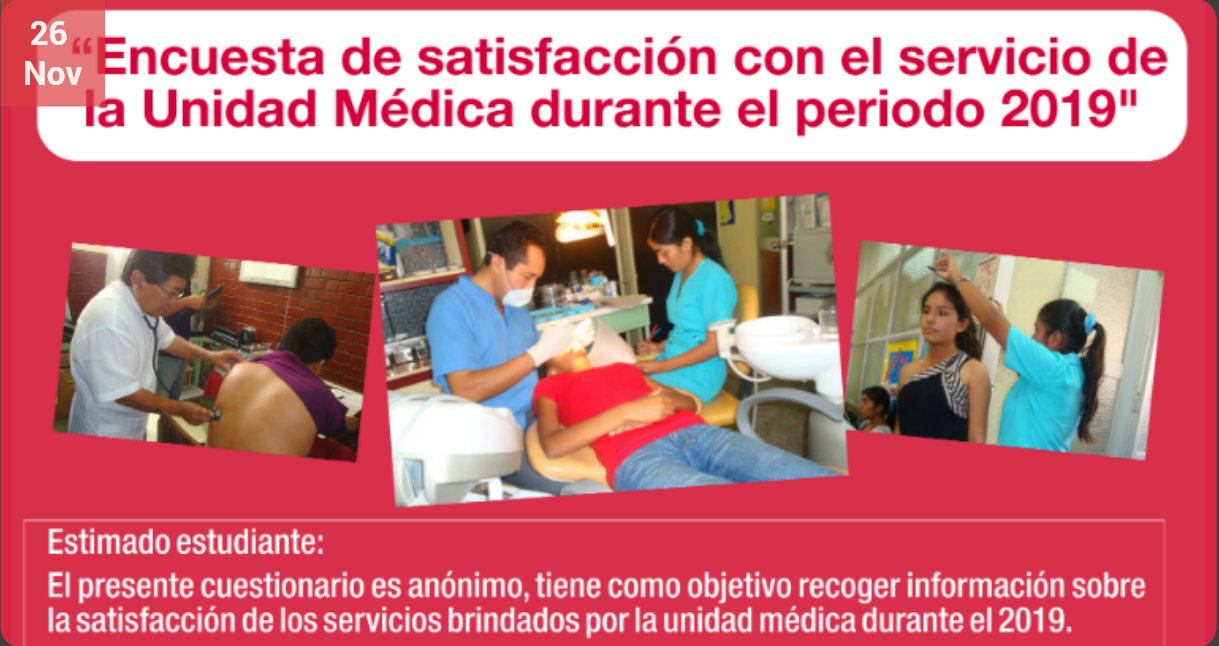 26
Nov
“Encuesta de satisfacción con el servicio de
la Unidad Médica durante el periodo 2019"
Estimado estudiante:
El presente cuestionario es anónimo, tiene como objetivo recoger información sobre
la satisfacción de los servicios brindados por la unidad médica durante el 2019.